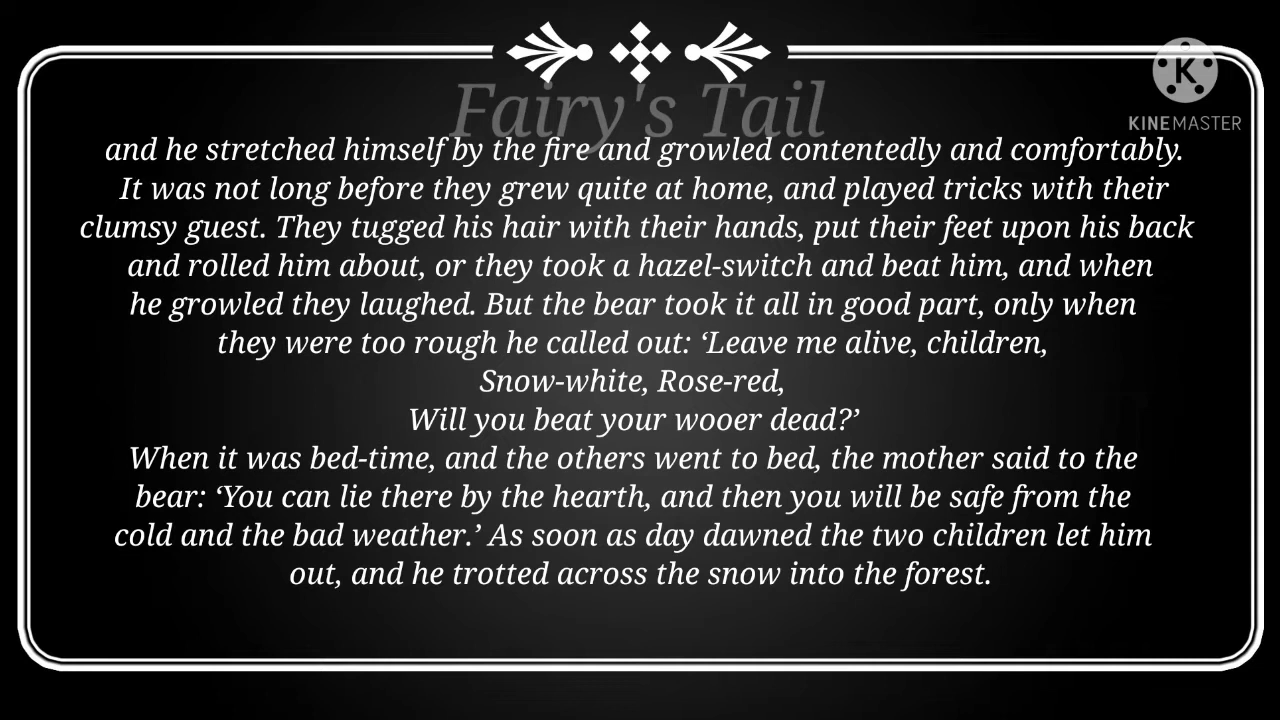 Fairy's Tail
K
KINEMASTER
and he stretched himself by the fire and growled contentedly and comfortably.
It was not long before they grew quite at home, and played tricks with their
clumsy guest. They tugged his hair with their hands, put their feet upon his back
and rolled him about, or they took a hazel-switch and beat him, and when
he growled they laughed. But the bear took it all in good part, only when
they were too rough he called out: ‘Leave me alive, children,
Snow-white, Rose-red,
Will you beat your wooer dead?’
When it was bed-time, and the others went to bed, the mother said to the
bear: ‘You can lie there by the hearth, and then you will be safe from the
cold and the bad weather.’ As soon as day dawned the two children let him
out, and he trotted across the snow into the forest.